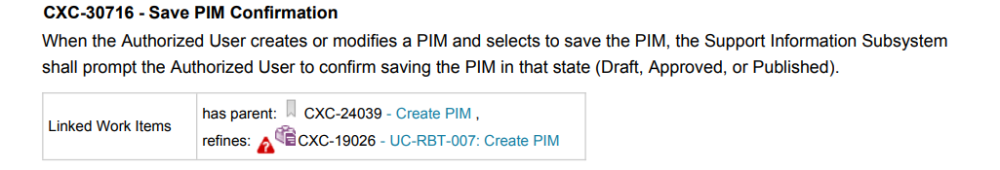 CXC-30716 - Save PIM Confirmation
When the Authorized User creates or modifies a PIM and selects to save the PIM, the Support Information Subsystem
shall prompt the Authorized User to confirm saving the PIM in that state (Draft, Approved, or Published).
Linked Work Items
has parent: CXC-24039 - Create PIM ,
refines: CXC-19026 - UC-RBT-007: Create PIM